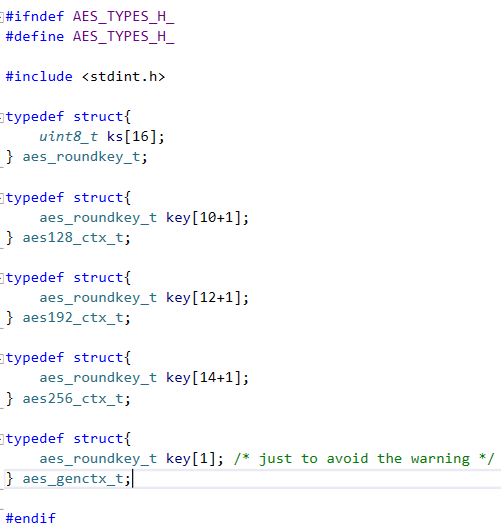 #ifndef AES_TYPES_H_
#define AES_TYPES_H_
#include <stdint.h>
typedef struct{
uint8_t ks[16];
} aes_roundkey_t;
typedef struct{
aes_roundkey_t key[10+1];
} aes128_ctx_t;
typedef struct{
aes_roundkey_t key[12+1];
} aes192_ctx_t;
typedef struct{
aes_roundkey_t key[14+1];
} aes256_ctx_t;
typedef struct{
aes_roundkey_t key[1]; /* just to avoid the warning */
} aes_genctx_t;
#endif